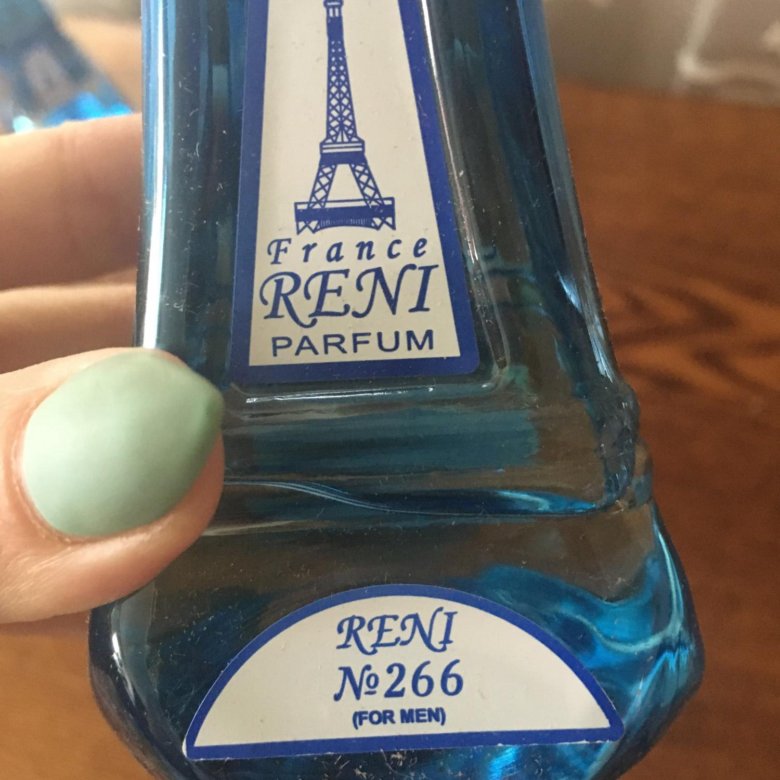 France
RENI
PARFUM
RENI
№266
(FOR MEN)